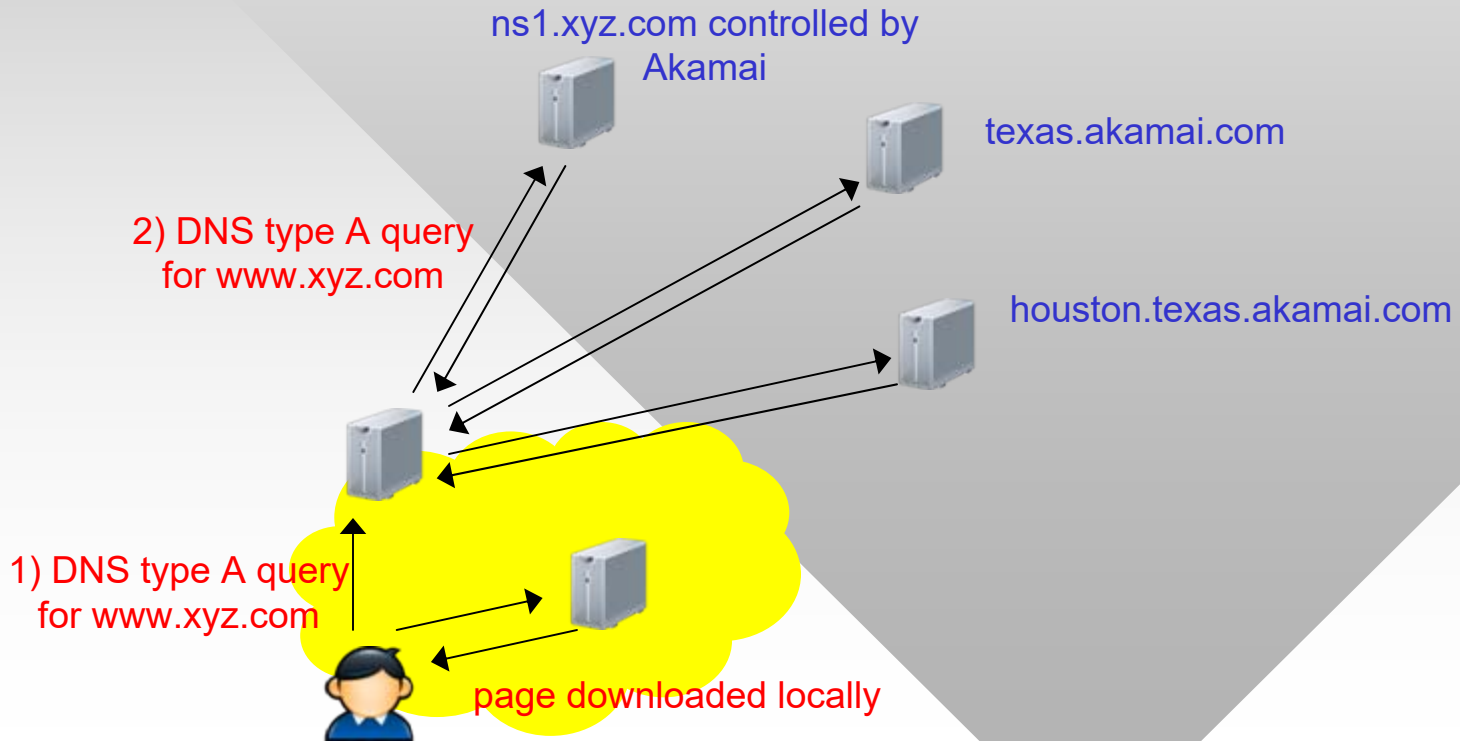 ns1.xyz.com controlled by
Akamai
texas.akamai.com
2) DNS type A query
for www.xyz.com
houston.texas.akamai.com
1) DNS type A query
for www.xyz.com
page downloaded locally